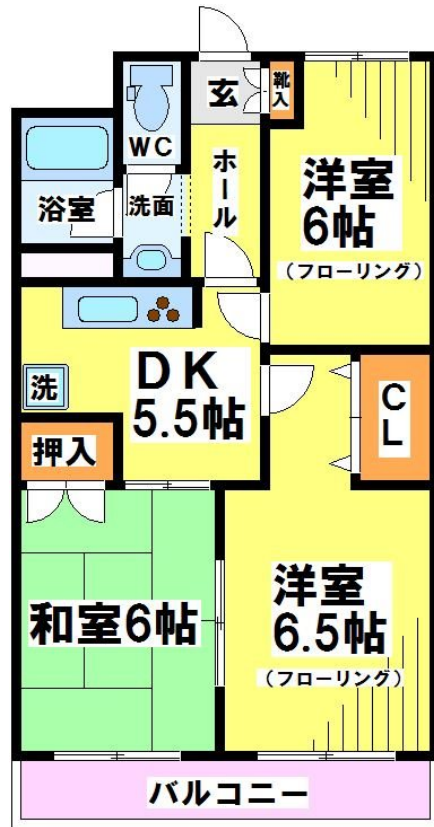 玄
靴入
WC
ホール
洋室
6帖
(フローリング)
浴室
洗面
DK
5.5帖
洗
CL
押入
和室6帖
洋室
6.5帖
(フローリング)
バルコニー